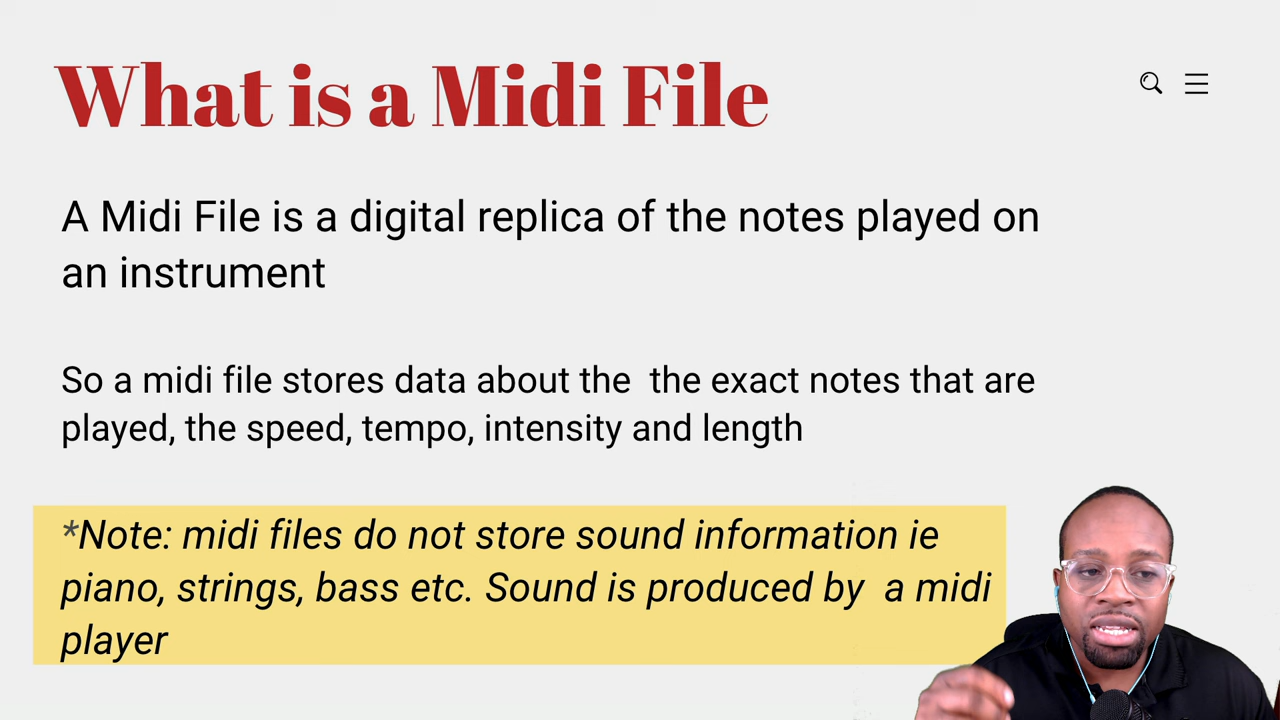 What is a Midi File
A Midi File is a digital replica of the notes played on
an instrument
So a midi file stores data about the  the exact notes that are
played, the speed, tempo, intensity and length
*Note: midi files do not store sound information ie
piano, strings, bass etc. Sound is produced by  a midi
player